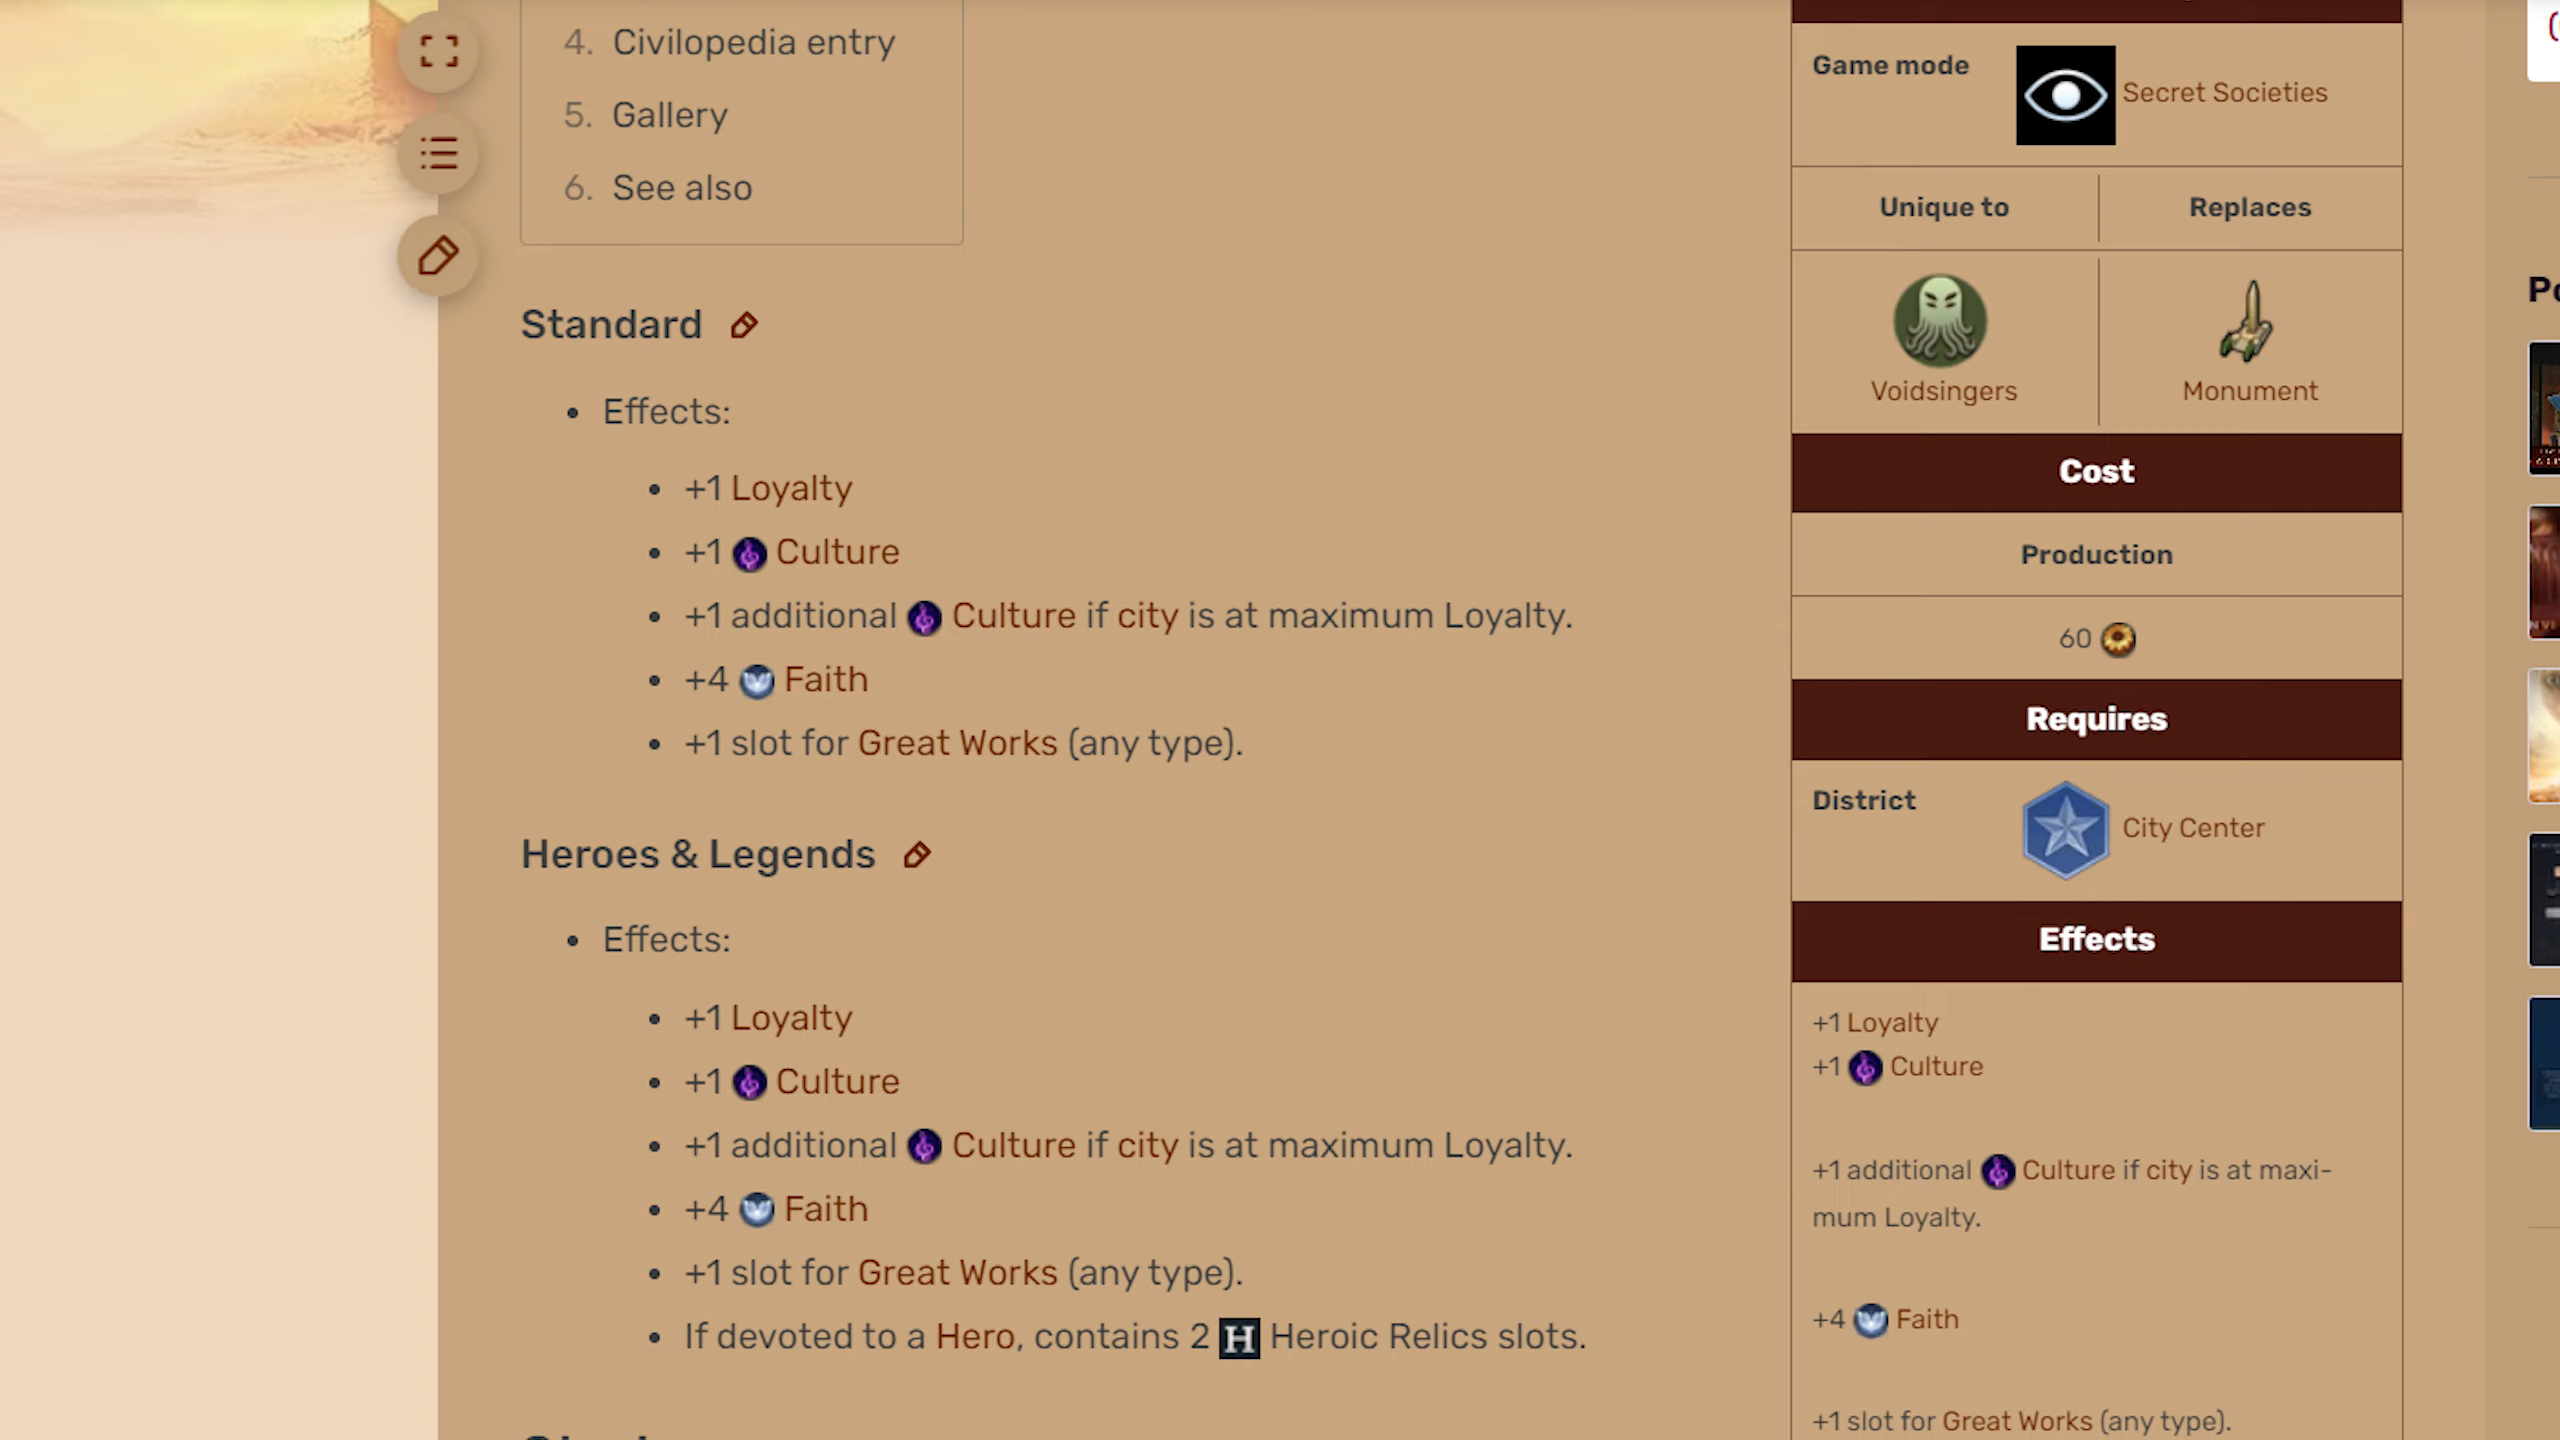 4. Civilopedia entry
5. Gallery
6. See also
Standard
Effects:
+1 Loyalty
+1 Culture
+1 additional Culture if city is at maximum Loyalty.
+4 Faith
+1 slot for Great Works (any type).
Heroes & Legends
Effects:
+1 Loyalty
+1 Culture
+1 additional Culture if city is at maximum Loyalty.
+4 Faith
+1 slot for Great Works (any type).
If devoted to a Hero, contains 2 H Heroic Relics slots.
Game mode
Secret Societies
Unique to
Replaces
Voidsingers
Monument
Cost
Production
60
Requires
District
City Center
Effects
+1 Loyalty
+1 Culture
+1 additional Culture if city is at maxi-
mum Loyalty.
+4 Faith
+1 slot for Great Works (any type).